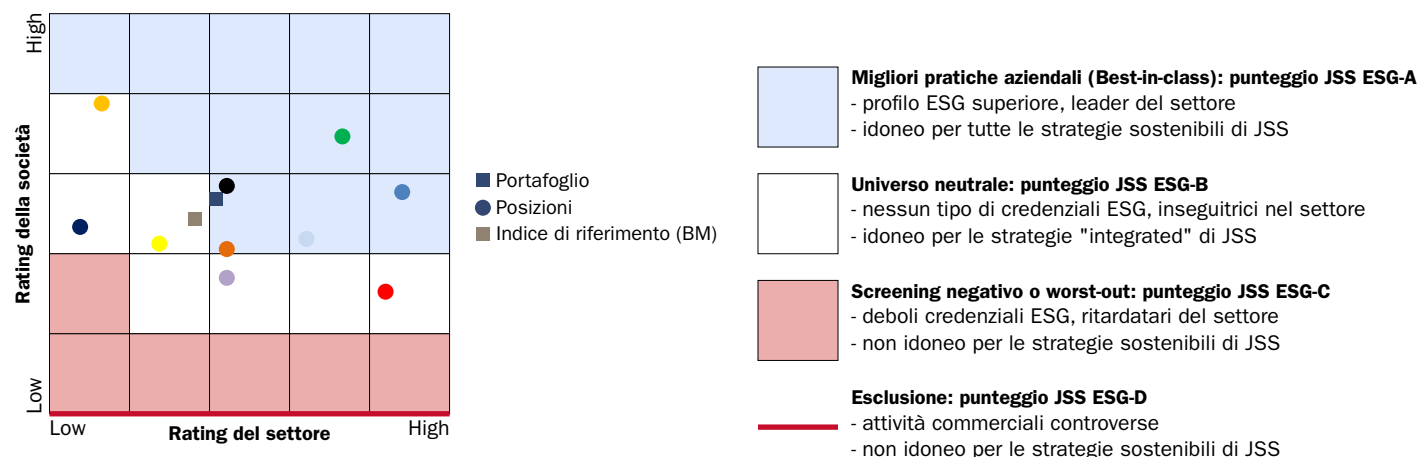 High
Rating della società
Low
Low
Rating del settore
High
Portafoglio
Posizioni
Indice di riferimento (BM)
Migliori pratiche aziendali (Best-in-class): punteggio JSS ESG-A
- profilo ESG superiore, leader del settore
- idoneo per tutte le strategie sostenibili di JSS
Universo neutrale: punteggio JSS ESG-B
- nessun tipo di credenziali ESG, inseguitrici nel settore
- idoneo per le strategie "integrated" di JSS
Screening negativo o worst-out: punteggio JSS ESG-C
- deboli credenziali ESG, ritardatari del settore
- non idoneo per le strategie sostenibili di JSS
Esclusione: punteggio JSS ESG-D
- attività commerciali controverse
- non idoneo per le strategie sostenibili di JSS